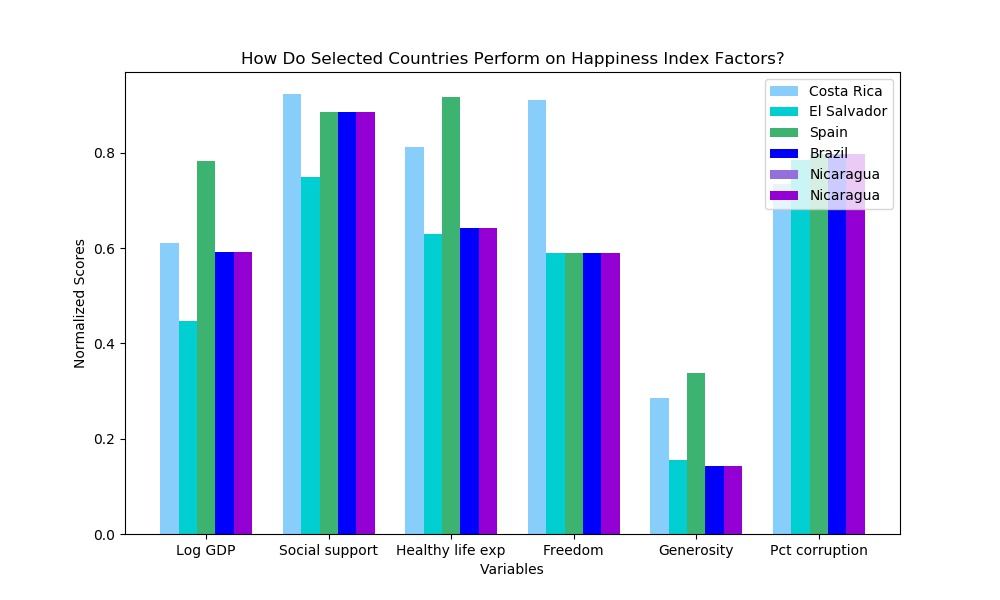 How Do Selected Countries Perform on Happiness Index Factors?
Costa Rica
El Salvador
Spain
Brazil
Nicaragua
Nicaragua
Normalized Scores
0.8
0.6
0.4
0.2
0.0
Log GDP
Social support
Healthy life exp
Freedom
Generosity
Pct corruption
Variables